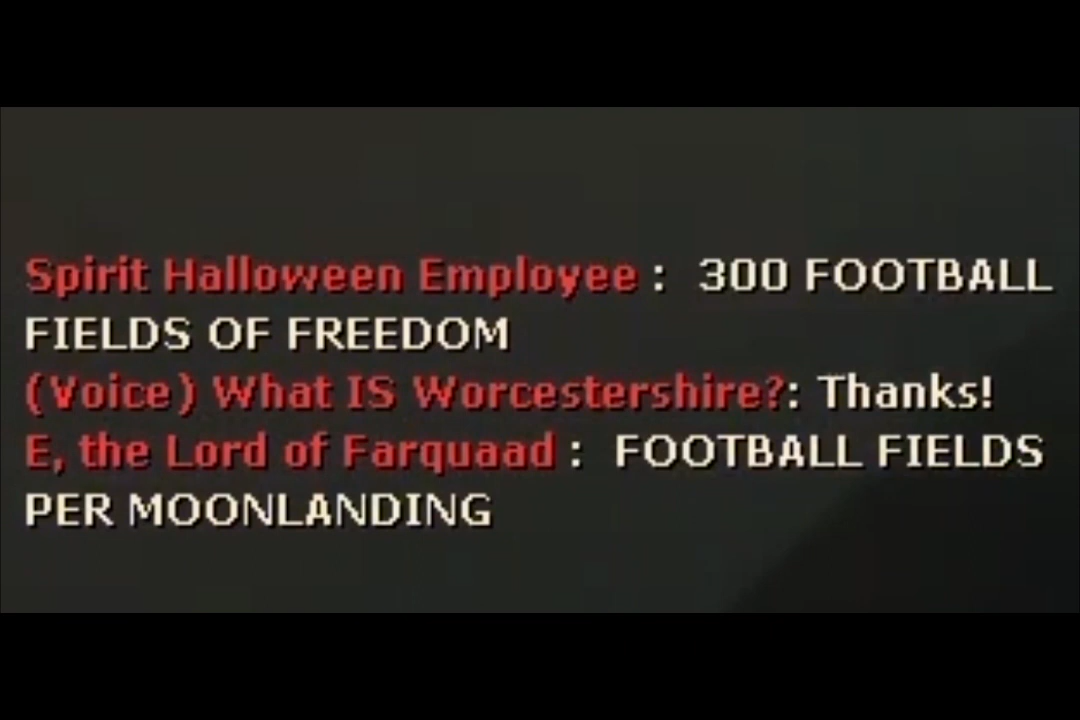 Spirit Halloween Employee :  300 FOOTBALL
FIELDS OF FREEDOM
(Voice) What IS Worcestershire?: Thanks!
E, the Lord of Farquaad :  FOOTBALL FIELDS
PER MOONLANDING